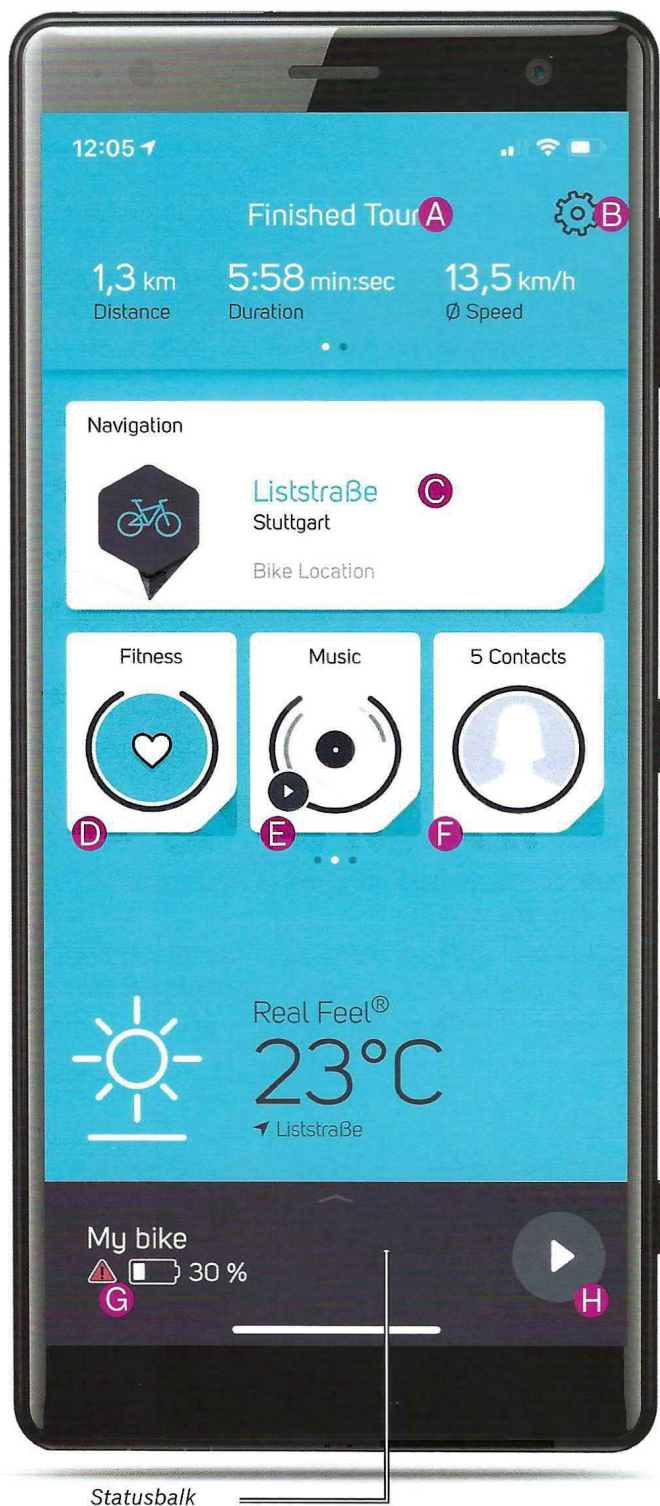 12:05
Finished Tour A B
1,3 km 5:58 min:sec 13,5 km/h
Distance Duration Ø Speed
Navigation
Liststraße C
Stuttgart
Bike Location
Fitness Music 5 Contacts
D E F
Real Feel®
23°C
Liststraße
My bike
30 %
G H
Statusbalk